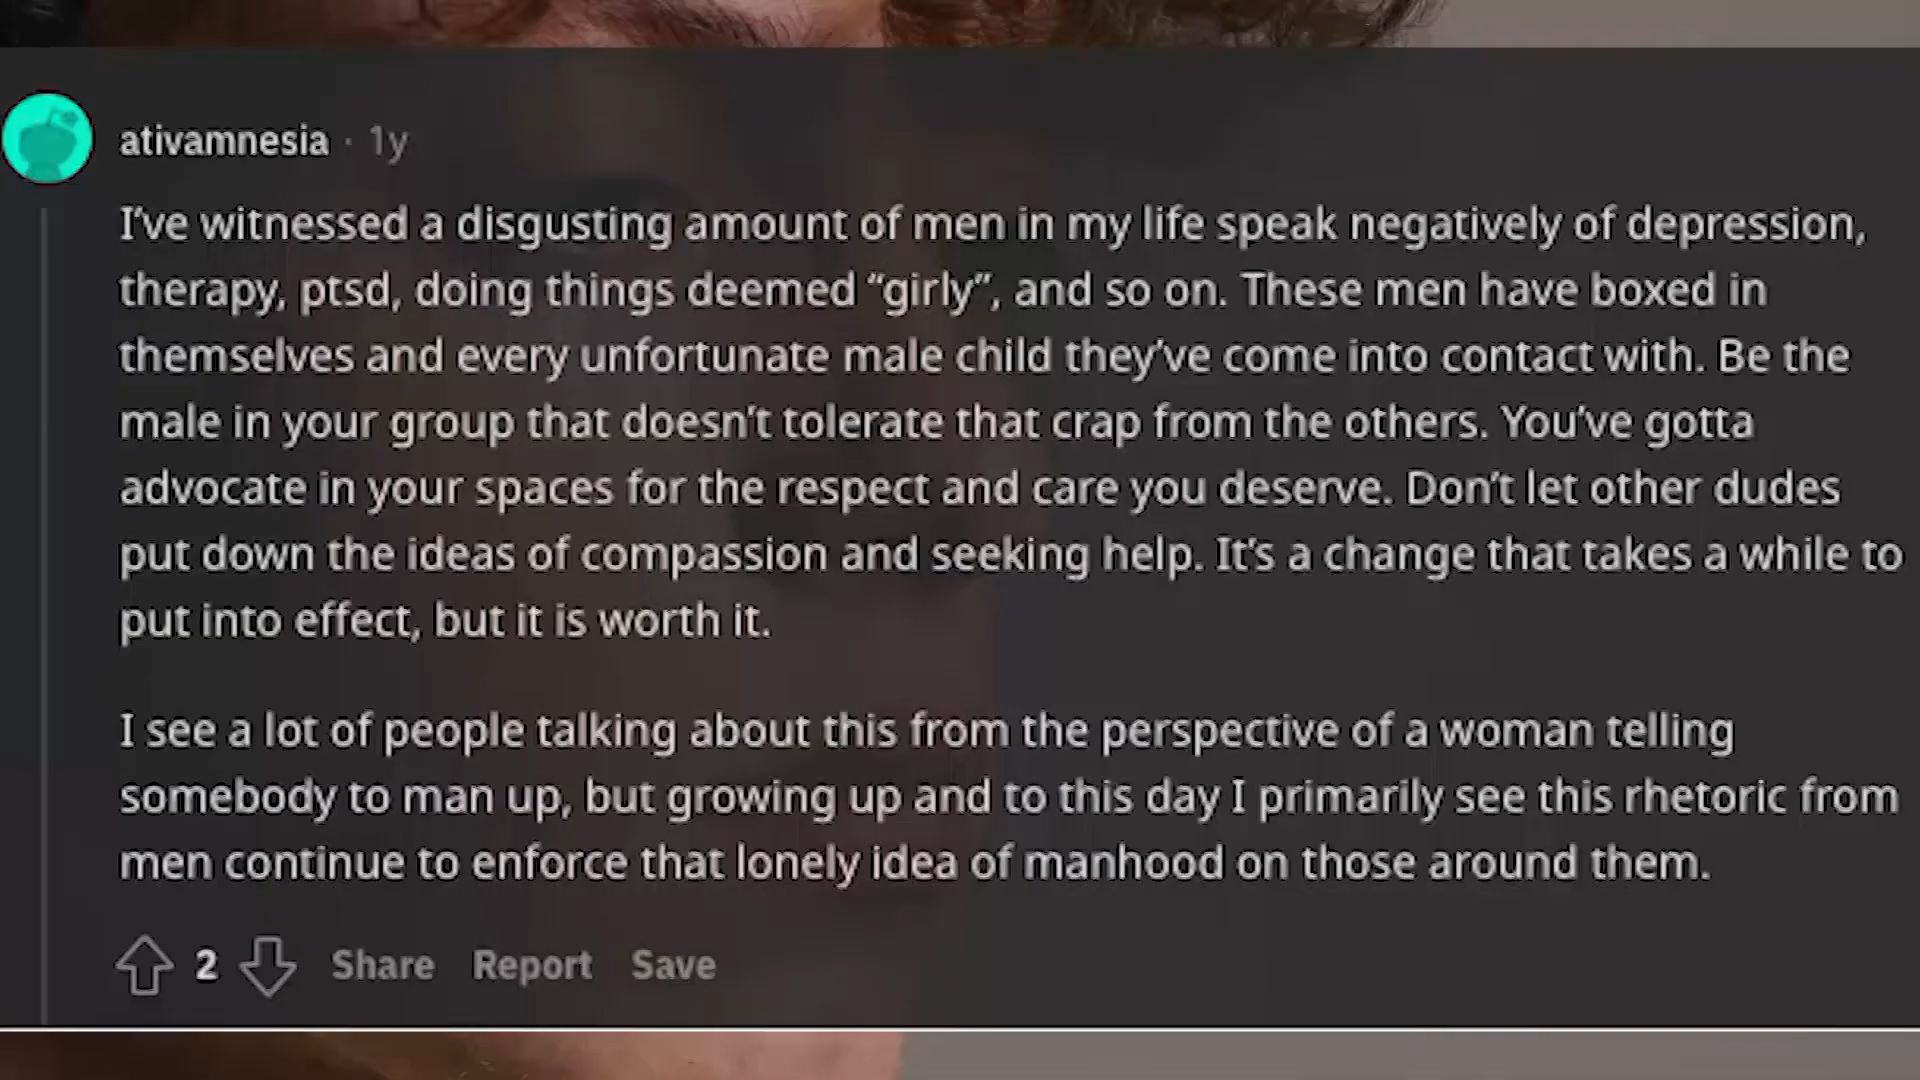 ativamnesia · 1y
I’ve witnessed a disgusting amount of men in my life speak negatively of depression,
therapy, ptsd, doing things deemed “girly”, and so on. These men have boxed in
themselves and every unfortunate male child they’ve come into contact with. Be the
male in your group that doesn’t tolerate that crap from the others. You’ve gotta
advocate in your spaces for the respect and care you deserve. Don’t let other dudes
put down the ideas of compassion and seeking help. It’s a change that takes a while to
put into effect, but it is worth it.
I see a lot of people talking about this from the perspective of a woman telling
somebody to man up, but growing up and to this day I primarily see this rhetoric from
men continue to enforce that lonely idea of manhood on those around them.
2 Share Report Save